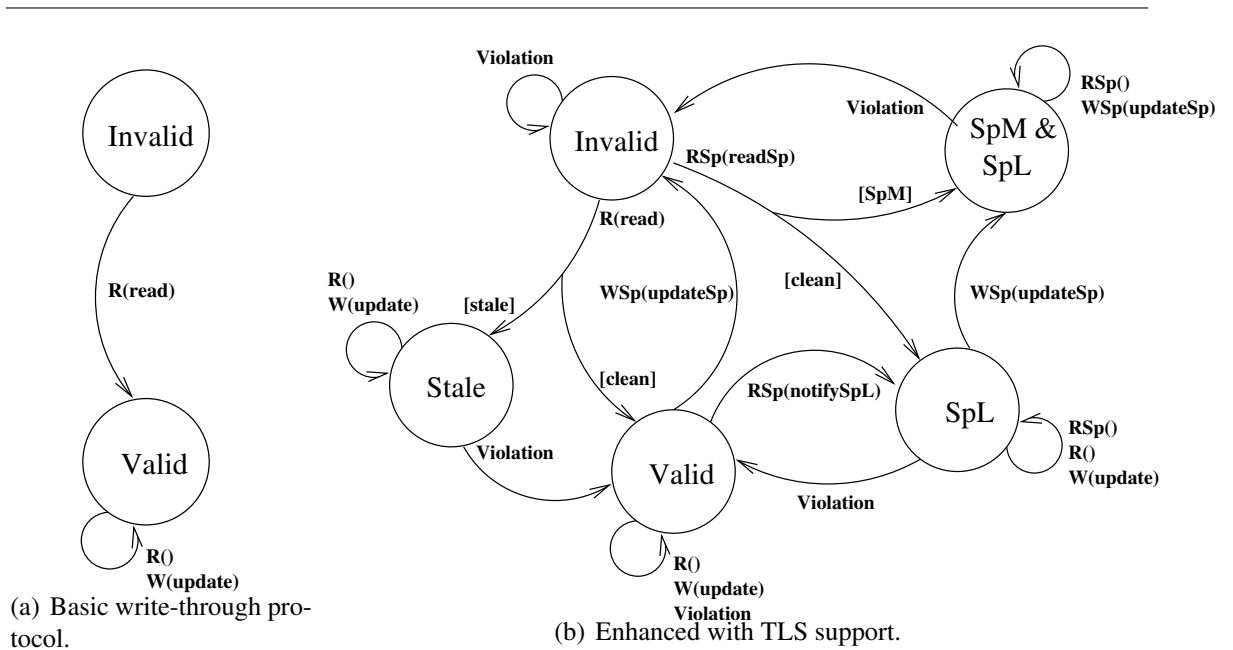 Invalid
R(read)
Valid
R()
W(update)
(a) Basic write-through pro-
tocol.
Violation
Invalid
RSp(readSp)
R(read)
Violation
SpM &
SpL
RSp()
WSp(updateSp)
[SpM]
[clean]
WSp(updateSp)
WSp(updateSp)
R()
W(update)
[stale]
Stale
[clean]
RSp(notifySpL)
SpL
RSp()
R()
W(update)
Violation
Valid
Violation
R()
W(update)
Violation
(b) Enhanced with TLS support.